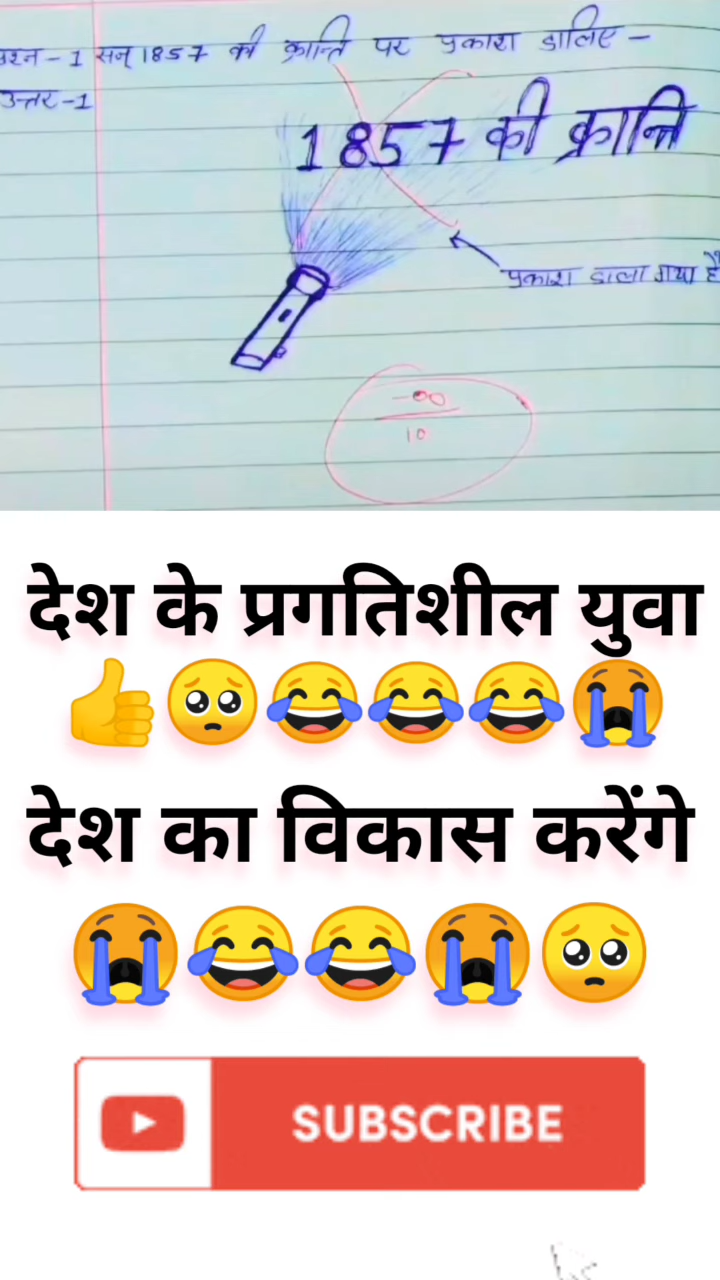 प्रश्न-1 सन् 1857 की क्रान्ति पर प्रकाश डालिए-
उत्तर-1
1857 की क्रान्ति
प्रकाश डाला गया है
-00
10
देश के प्रगतिशील युवा
देश का विकास करेंगे
SUBSCRIBE